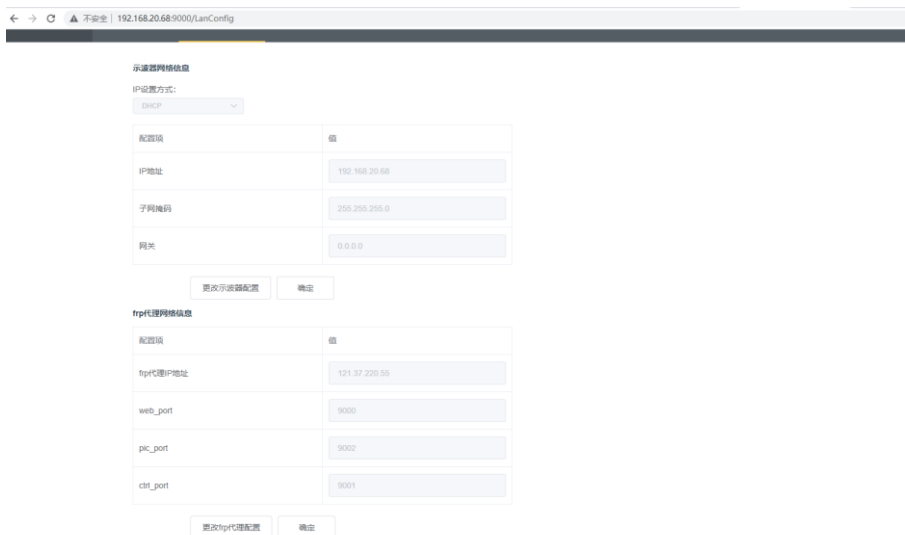 不安全 | 192.168.20.68:9000/LanConfig
示波器网络信息
IP设置方式:
DHCP
配置项 值
IP地址 192.168.20.68
子网掩码 255.255.255.0
网关 0.0.0.0
更改示波器配置 确定
frp代理网络信息
配置项 值
frp代理IP地址 121.37.220.55
web_port 9000
pic_port 9002
ctrl_port 9001
更改frp代理配置 确定